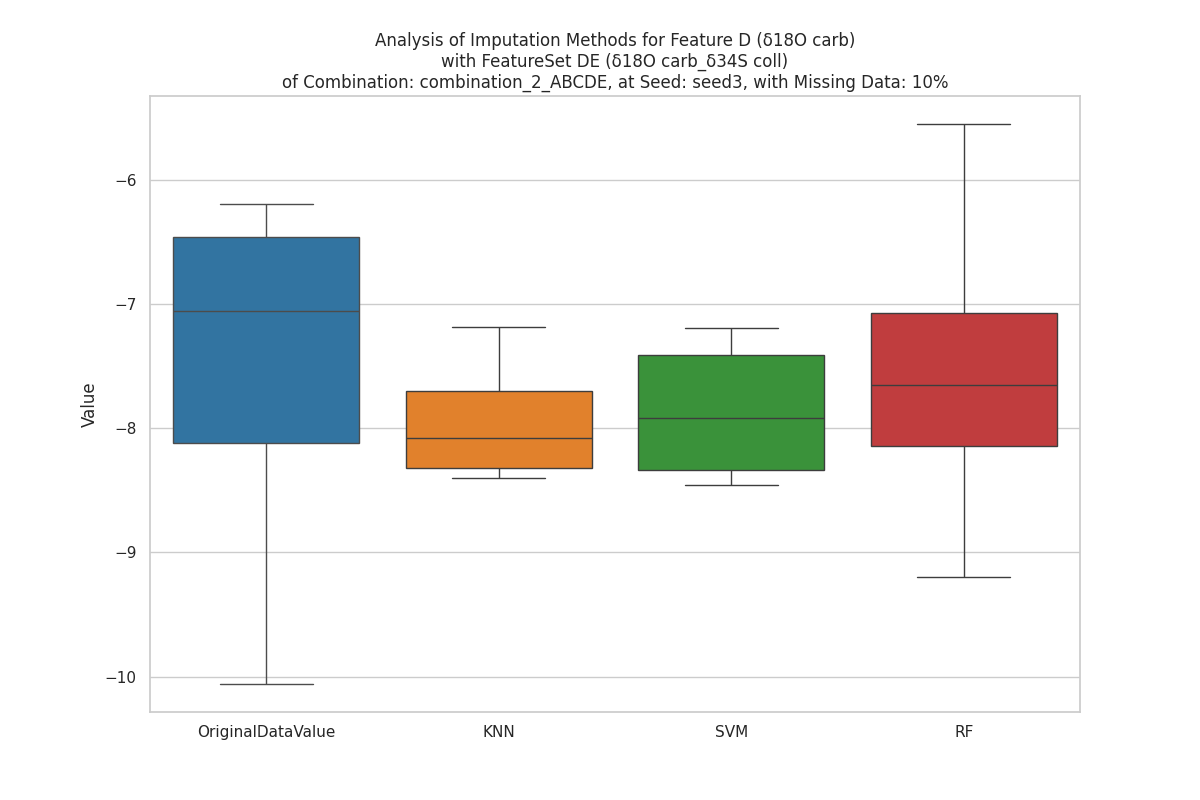 Analysis of Imputation Methods for Feature D (δ18O carb)
with FeatureSet DE (δ18O carb_δ34S coll)
of Combination: combination_2_ABCDE, at Seed: seed3, with Missing Data: 10%
Value
−6
−7
−8
−9
−10
OriginalDataValue
KNN
SVM
RF